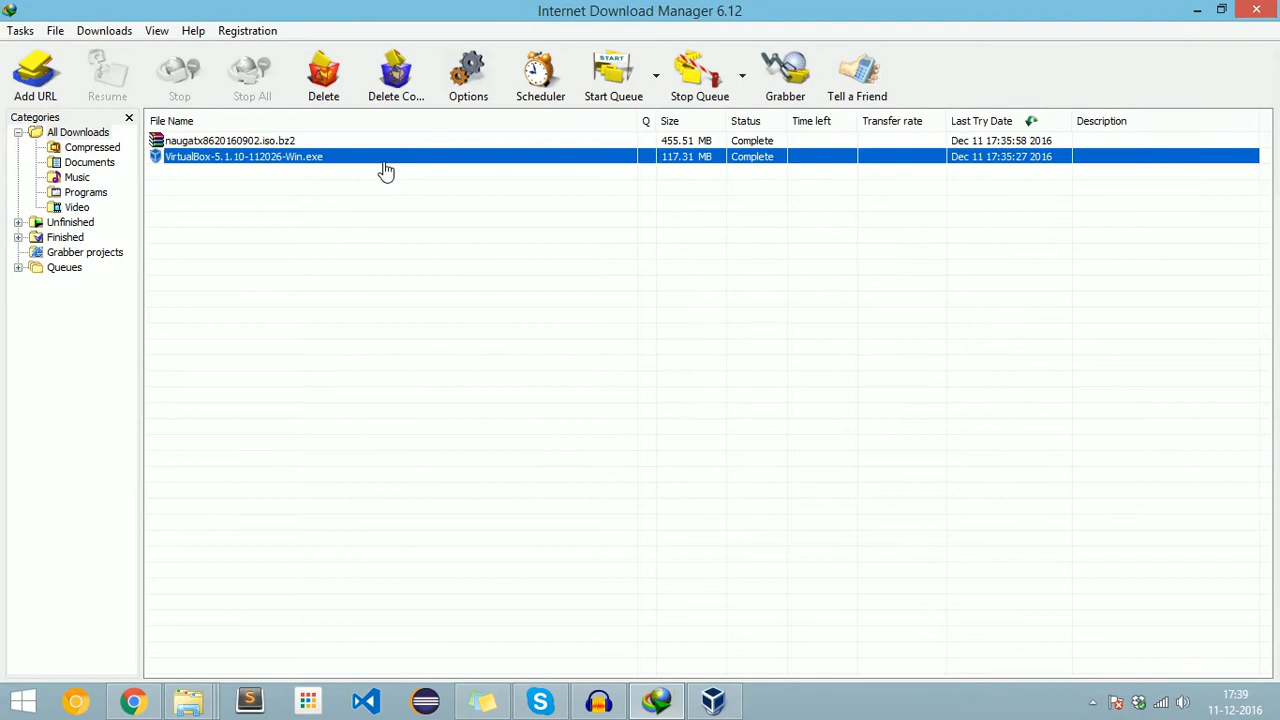 Internet Download Manager 6.12
Tasks File Downloads View Help Registration
Add URL Resume Stop Stop All Delete Delete Co... Options Scheduler Start Queue Stop Queue Grabber Tell a Friend
START
Categories
All Downloads
Compressed
Documents
Music
Programs
Video
Unfinished
Finished
Grabber projects
Queues
File Name Q Size Status Time left Transfer rate Last Try Date Description
naugatx8620160902.iso.bz2 455.51 MB Complete Dec 11 17:35:58 2016
VirtualBox-5.1.10-112026-Win.exe 117.31 MB Complete Dec 11 17:35:27 2016
17:39
11-12-2016